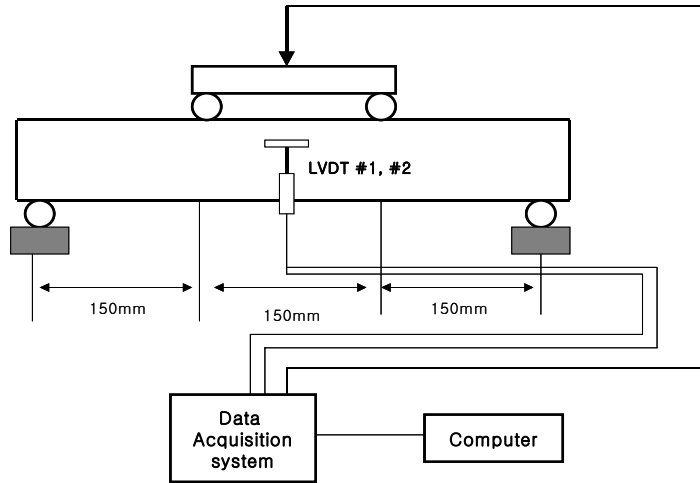 LVDT #1, #2
150mm
150mm
150mm
Data
Acquisition
system
Computer